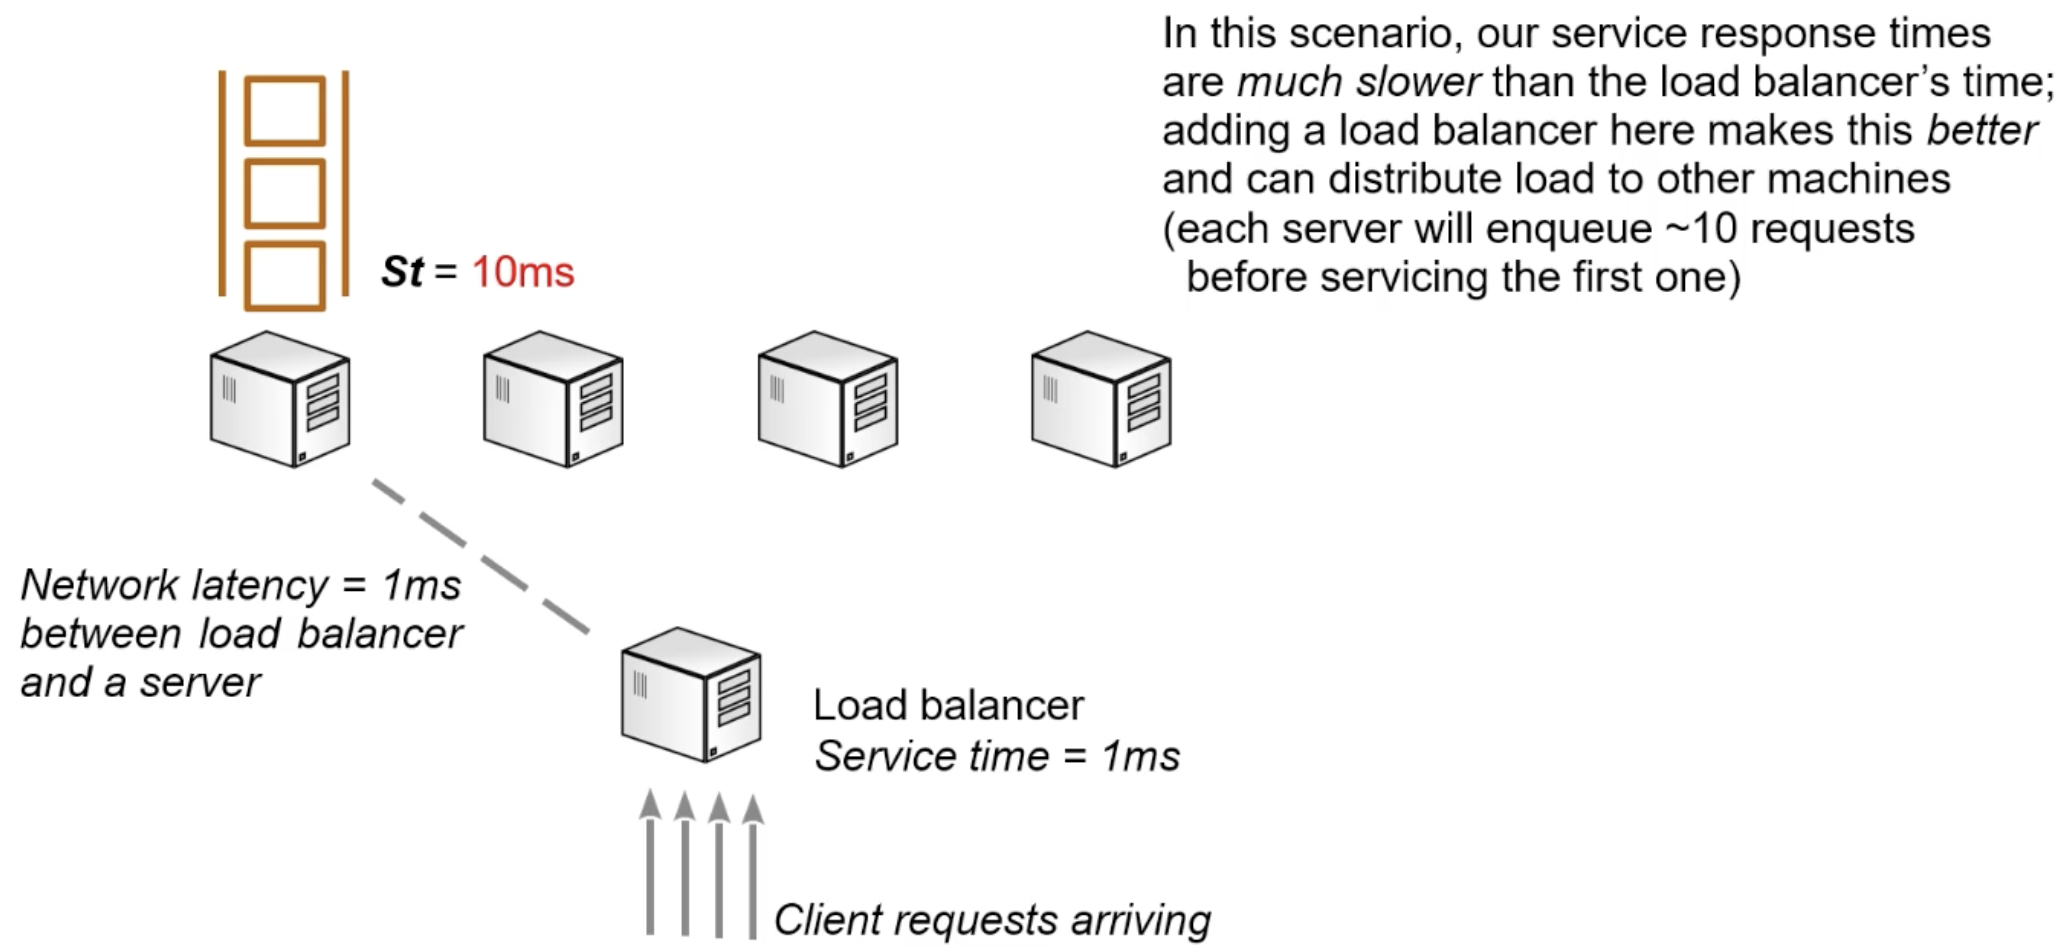 In this scenario, our service response times
are much slower than the load balancer’s time;
adding a load balancer here makes this better
and can distribute load to other machines
(each server will enqueue ~10 requests
before servicing the first one)
St = 10ms
Network latency = 1ms
between load balancer
and a server
Load balancer
Service time = 1ms
Client requests arriving